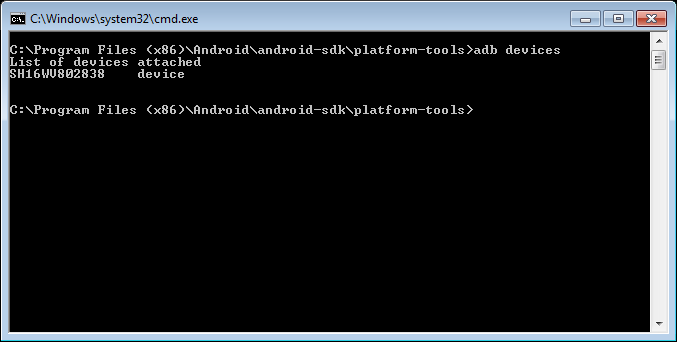 C:\Windows\system32\cmd.exe
C:\Program Files (x86)\Android\android-sdk\platform-tools>adb devices
List of devices attached
SH16WV802838    device
C:\Program Files (x86)\Android\android-sdk\platform-tools>